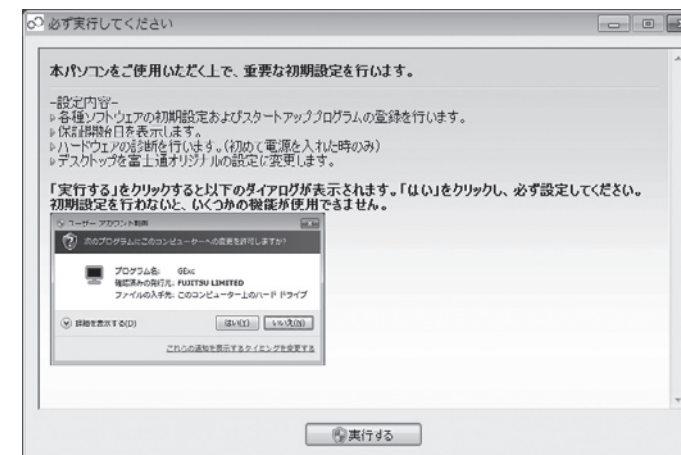 必ず実行してください
本パソコンをご使用いただく上で、重要な初期設定を行います。
-設定内容-
各種ソフトウェアの初期設定およびスタートアッププログラムの登録を行います。
保証開始日を表示します。
ハードウェアの診断を行います。(初めて電源を入れた時のみ)
デスクトップを富士通オリジナルの設定に変更します。
「実行する」をクリックすると以下のダイアログが表示されます。「はい」をクリックし、必ず設定してください。
初期設定を行わないと、いくつかの機能が使用できません。
ユーザー アカウント制御
次のプログラムにこのコンピューターへの変更を許可しますか?
プログラム名: GExc
確認済みの発行元: FUJITSU LIMITED
ファイルの入手先: このコンピューター上のハード ドライブ
詳細を表示する(D)
はい(Y) いいえ(N)
これらの通知を表示するタイミングを変更する
実行する